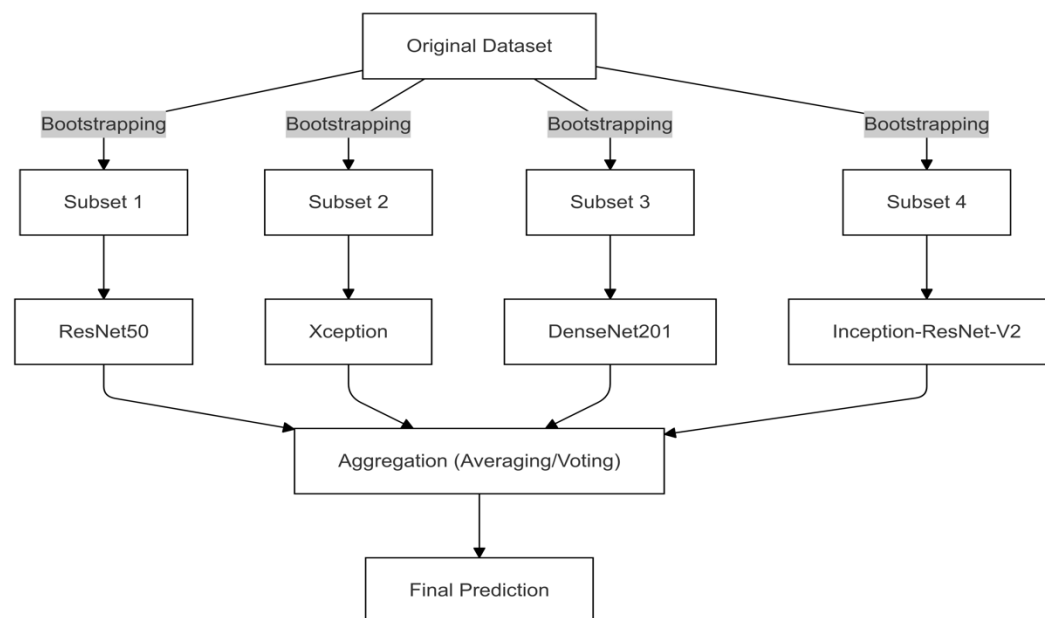 Original Dataset
Bootstrapping Bootstrapping Bootstrapping Bootstrapping
Subset 1 Subset 2 Subset 3 Subset 4
ResNet50 Xception DenseNet201 Inception-ResNet-V2
Aggregation (Averaging/Voting)
Final Prediction